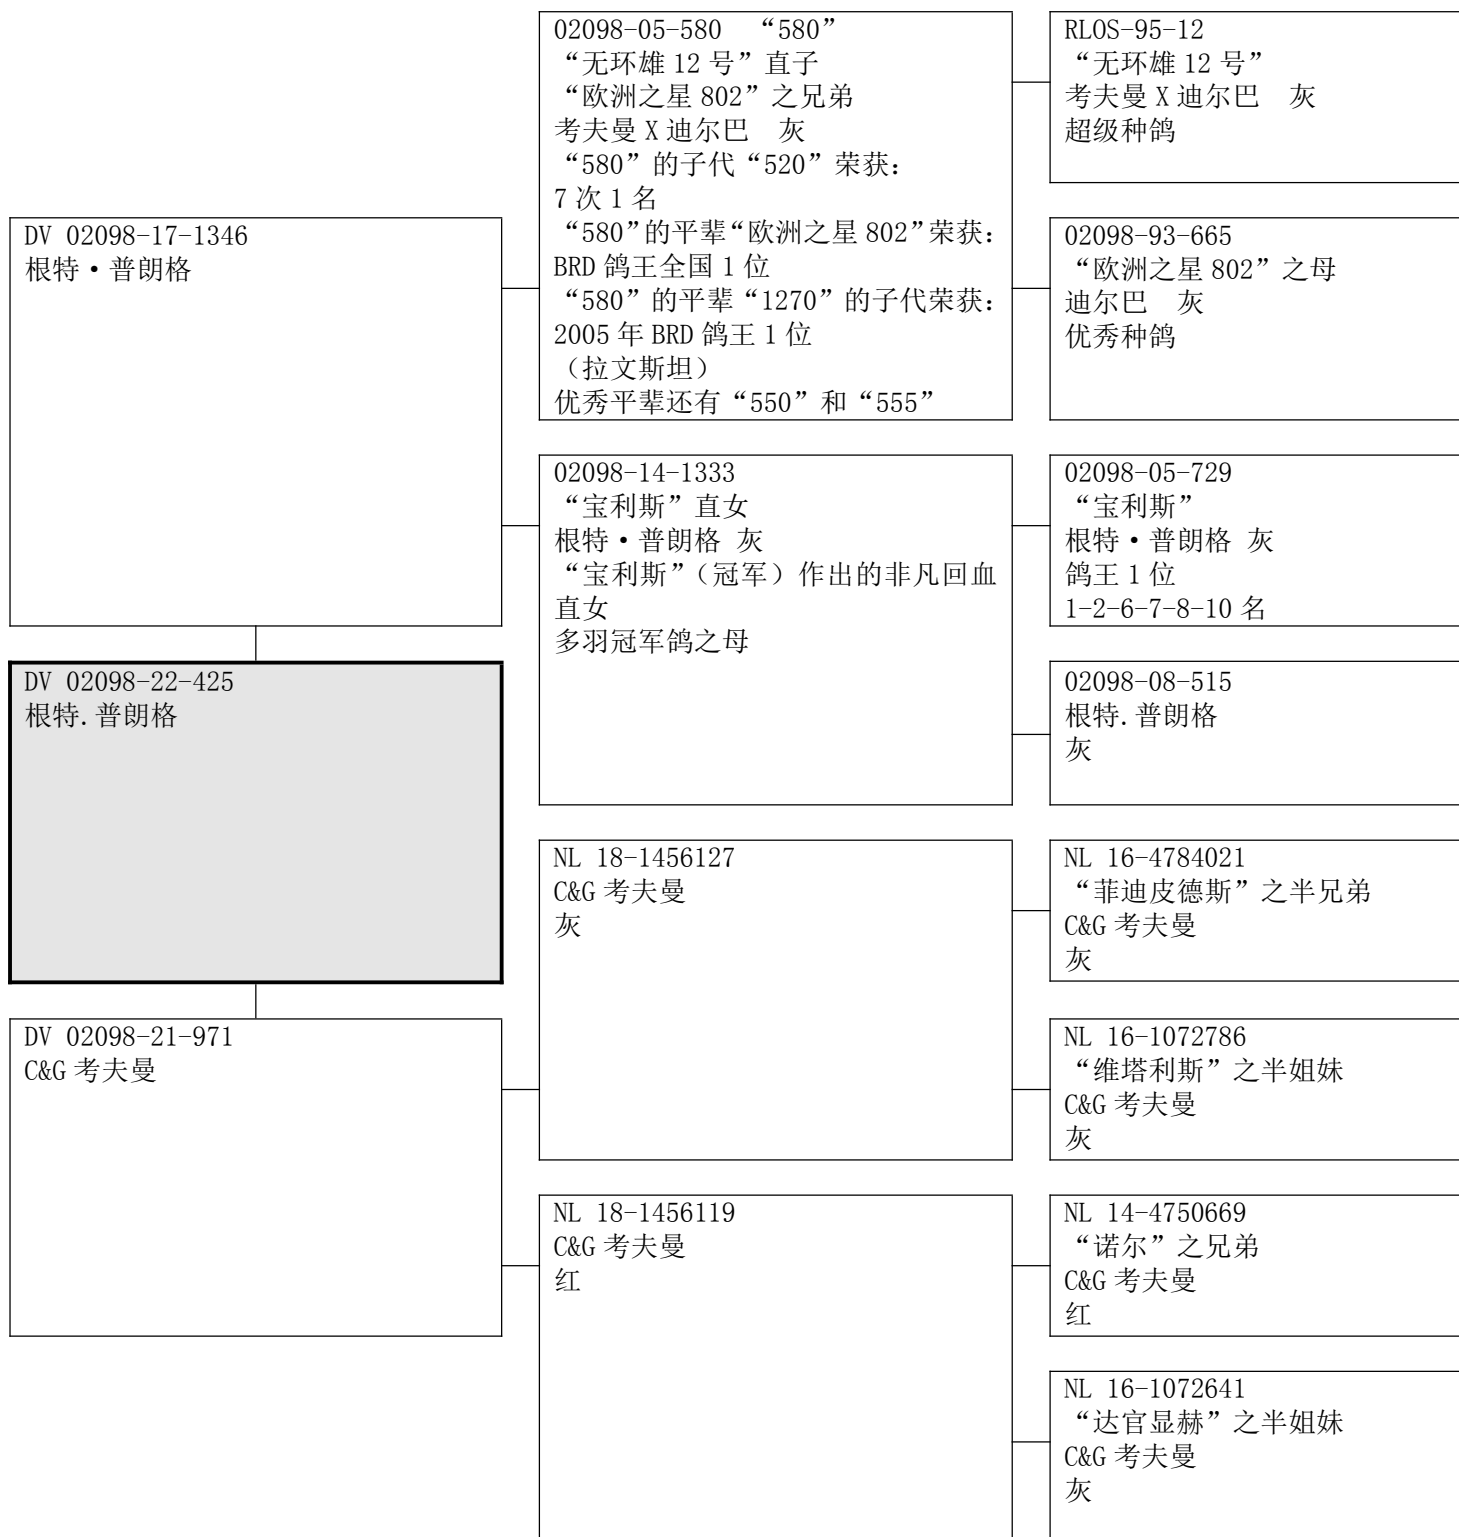 DV 02098-17-1346
根特·普朗格
DV 02098-22-425
根特.普朗格
DV 02098-21-971
C&G 考夫曼
02098-05-580 “580”
“无环雄 12 号”直子
“欧洲之星 802”之兄弟
考夫曼 X 迪尔巴 灰
“580”的子代“520”荣获：
7 次 1 名
“580”的平辈“欧洲之星 802”荣获：
BRD 鸽王全国 1 位
“580”的平辈“1270”的子代荣获：
2005 年 BRD 鸽王 1 位
（拉文斯坦）
优秀平辈还有“550”和“555”
02098-14-1333
“宝利斯”直女
根特·普朗格 灰
“宝利斯”（冠军）作出的非凡回血
直女
多羽冠军鸽之母
NL 18-1456127
C&G 考夫曼
灰
NL 18-1456119
C&G 考夫曼
红
RLOS-95-12
“无环雄 12 号”
考夫曼 X 迪尔巴 灰
超级种鸽
02098-93-665
“欧洲之星 802”之母
迪尔巴 灰
优秀种鸽
02098-05-729
“宝利斯”
根特·普朗格 灰
鸽王 1 位
1-2-6-7-8-10 名
02098-08-515
根特.普朗格
灰
NL 16-4784021
“菲迪皮德斯”之半兄弟
C&G 考夫曼
灰
NL 16-1072786
“维塔利斯”之半姐妹
C&G 考夫曼
灰
NL 14-4750669
“诺尔”之兄弟
C&G 考夫曼
红
NL 16-1072641
“达官显赫”之半姐妹
C&G 考夫曼
灰